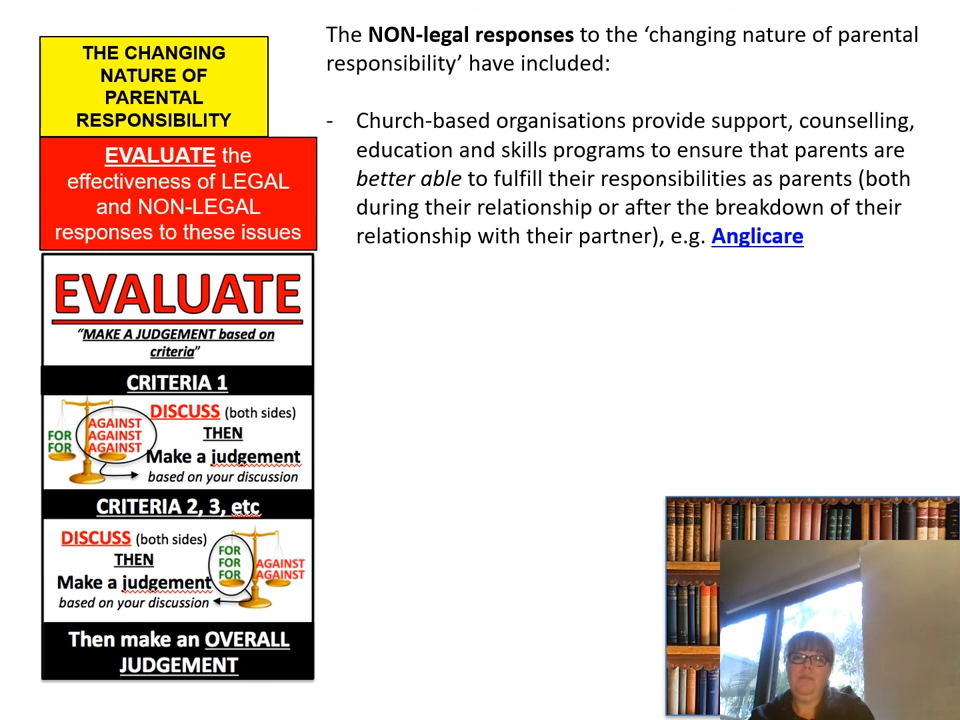 THE CHANGING
NATURE OF
PARENTAL
RESPONSIBILITY
EVALUATE the
effectiveness of LEGAL
and NON-LEGAL
responses to these issues
EVALUATE
“MAKE A JUDGEMENT based on
criteria”
CRITERIA 1
DISCUSS (both sides)
THEN
Make a judgement
based on your discussion
FOR
FOR
AGAINST
AGAINST
AGAINST
CRITERIA 2, 3, etc
DISCUSS (both sides)
THEN
Make a judgement
based on your discussion
FOR
FOR
FOR
AGAINST
AGAINST
Then make an OVERALL
JUDGEMENT
The NON-legal responses to the ‘changing nature of parental
responsibility’ have included:
- Church-based organisations provide support, counselling,
education and skills programs to ensure that parents are
better able to fulfill their responsibilities as parents (both
during their relationship or after the breakdown of their
relationship with their partner), e.g. Anglicare